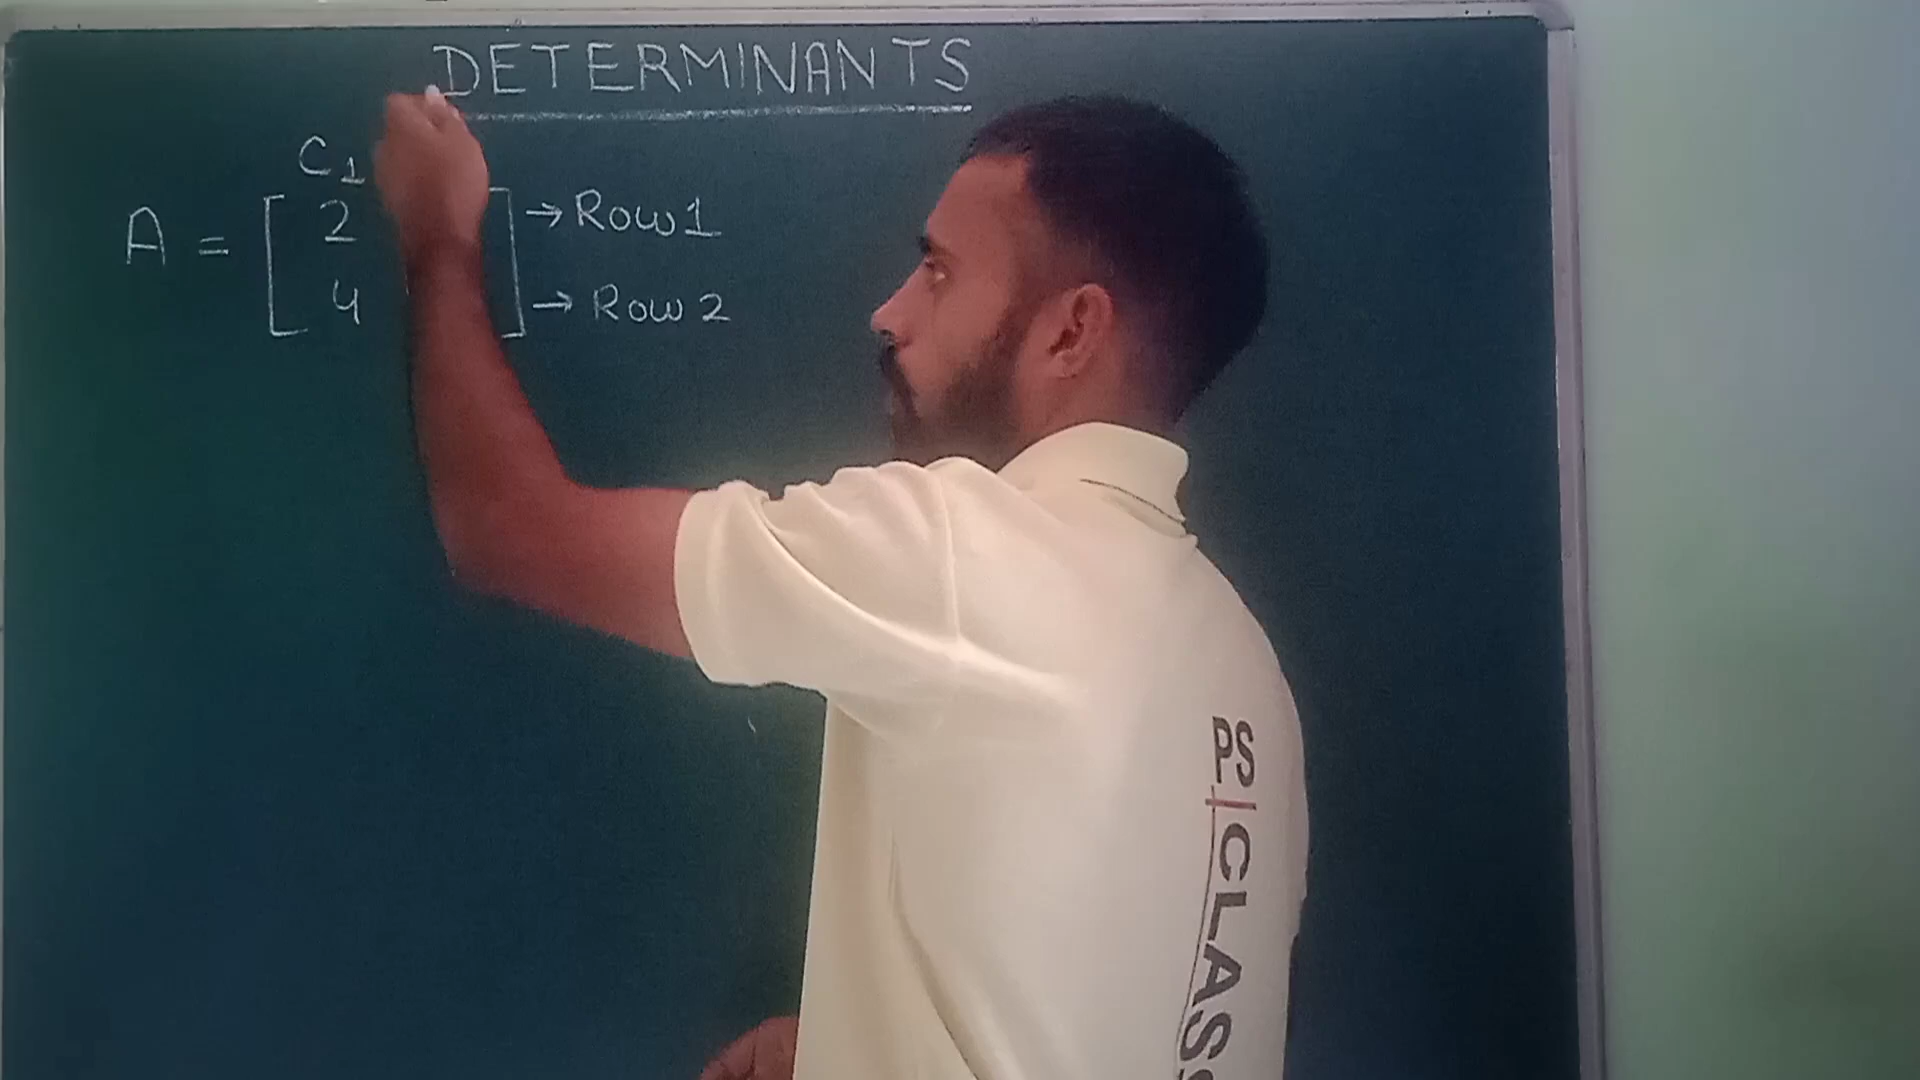 DETERMINANTS
C1
A = [ 2 ] → Row 1
4 → Row 2
PS|CLAS